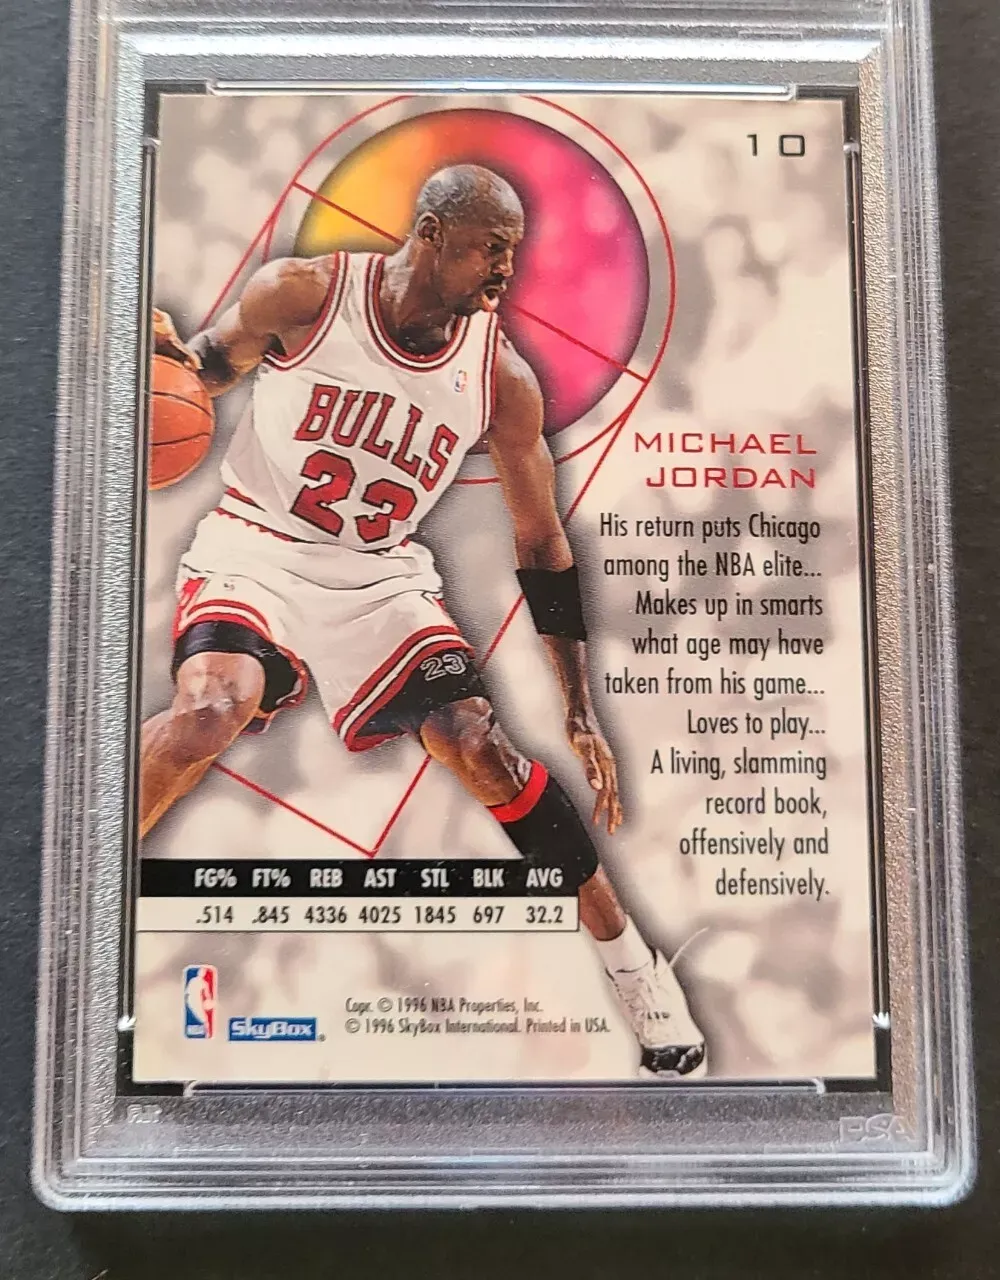 10
BULLS
23
23
MICHAEL
JORDAN
His return puts Chicago
among the NBA elite...
Makes up in smarts
what age may have
taken from his game...
Loves to play...
A living, slamming
record book,
offensively and
defensively.
FG% FT% REB AST STL BLK AVG
.514 .845 4336 4025 1845 697 32.2
NBA
SkyBox®
Copr. © 1996 NBA Properties, Inc.
© 1996 SkyBox International. Printed in USA.
PSA